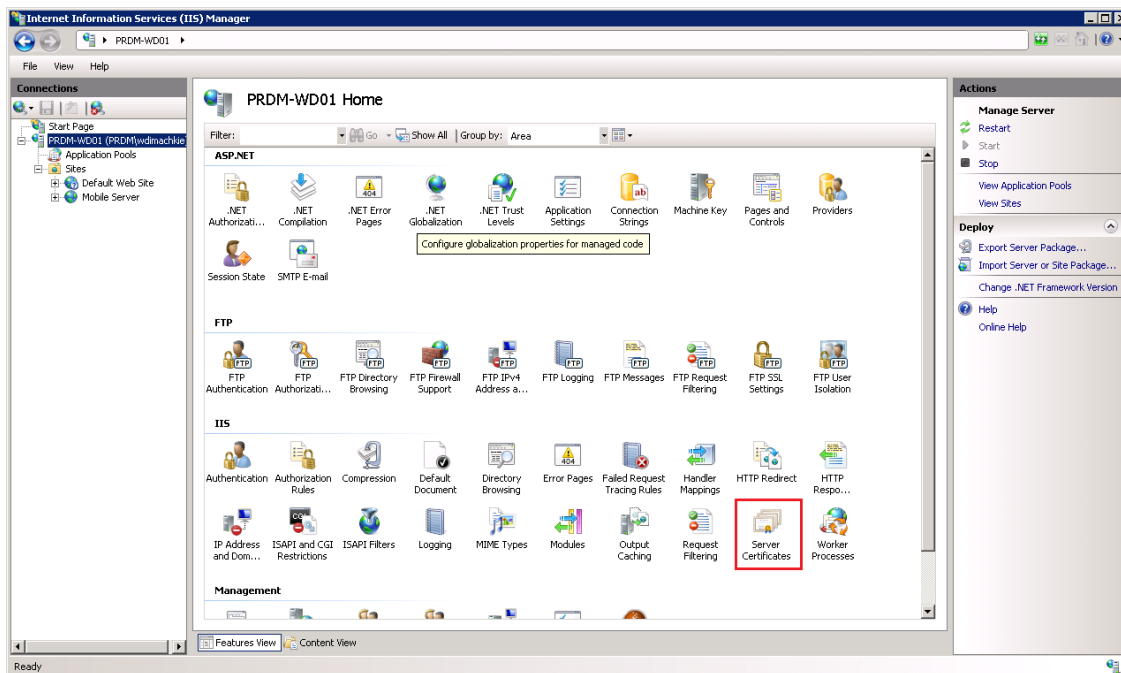 Internet Information Services (IIS) Manager
PRDM-WD01
File View Help
Connections
Start Page
PRDM-WD01 (PRDM\wdimachkie
Application Pools
Sites
Default Web Site
Mobile Server
PRDM-WD01 Home
Filter: Go Show All Group by: Area
ASP.NET
.NET Authorizati...
.NET Compilation
.NET Error Pages
.NET Globalization
.NET Trust Levels
Application Settings
Connection Strings
Machine Key
Pages and Controls
Providers
Configure globalization properties for managed code
Session State
SMTP E-mail
FTP
FTP Authentication
FTP Authorizati...
FTP Directory Browsing
FTP Firewall Support
FTP IPv4 Address a...
FTP Logging
FTP Messages
FTP Request Filtering
FTP SSL Settings
FTP User Isolation
IIS
Authentication
Authorization Rules
Compression
Default Document
Directory Browsing
Error Pages
Failed Request Tracing Rules
Handler Mappings
HTTP Redirect
HTTP Respo...
IP Address and Dom...
ISAPI and CGI Restrictions
ISAPI Filters
Logging
MIME Types
Modules
Output Caching
Request Filtering
Server Certificates
Worker Processes
Management
Features View
Content View
Actions
Manage Server
Restart
Start
Stop
View Application Pools
View Sites
Deploy
Export Server Package...
Import Server or Site Package...
Change .NET Framework Version
Help
Online Help
Ready